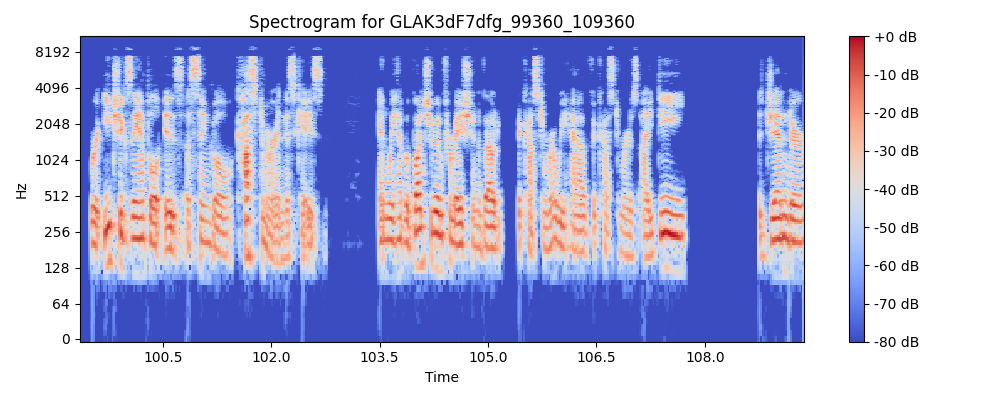 Spectrogram for GLAK3dF7dfg_99360_109360
Hz
8192
4096
2048
1024
512
256
128
64
0
100.5 102.0 103.5 105.0 106.5 108.0
Time
+0 dB
-10 dB
-20 dB
-30 dB
-40 dB
-50 dB
-60 dB
-70 dB
-80 dB